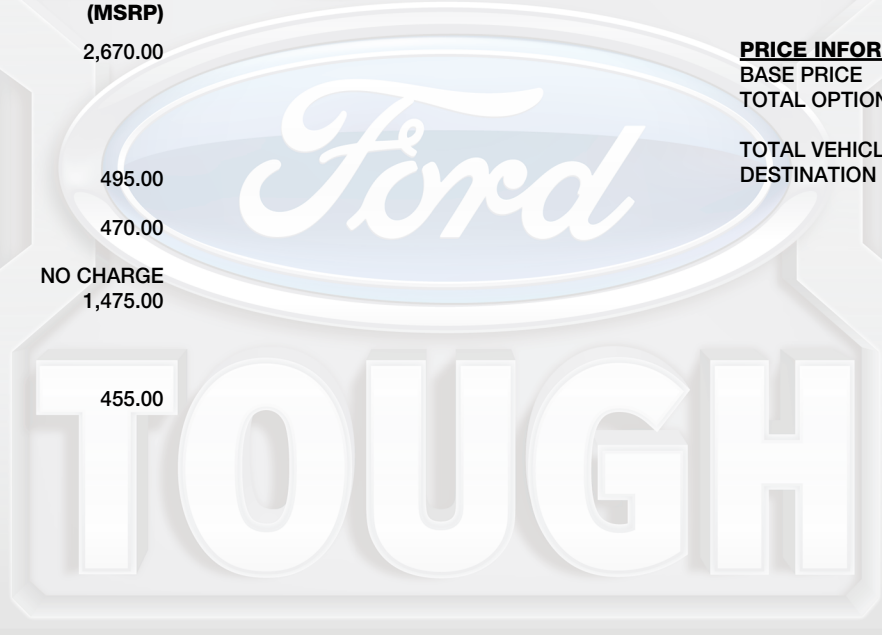 (MSRP)
2,670.00
495.00
470.00
NO CHARGE
1,475.00
455.00
PRICE INFOR
BASE PRICE
TOTAL OPTION
TOTAL VEHICL
DESTINATION
Ford
TOUGH